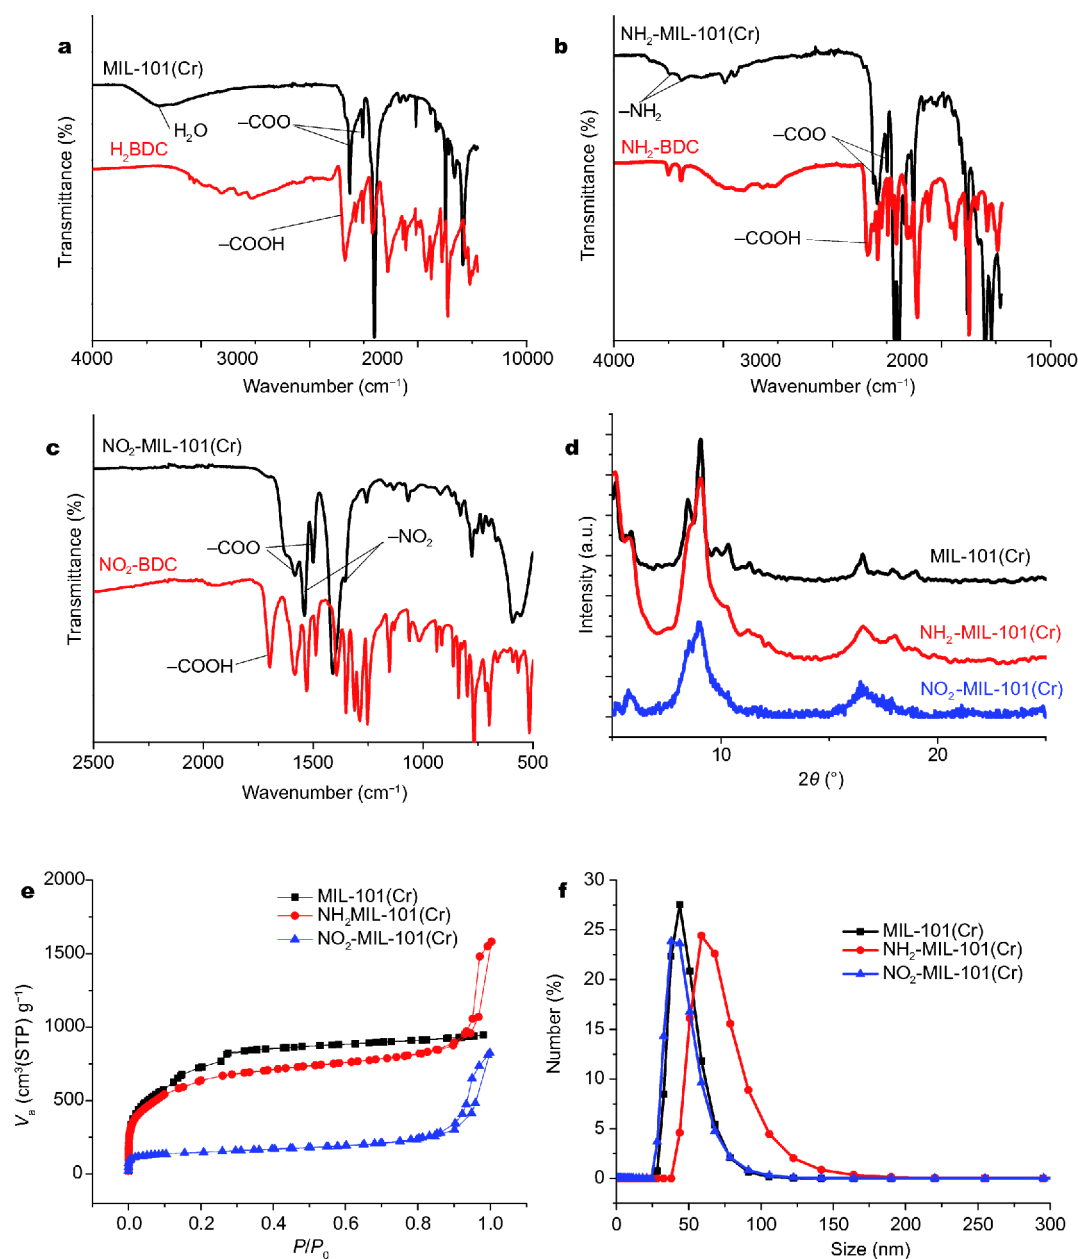 a
MIL-101(Cr)
H2O
–COO
H2BDC
–COOH
Transmittance (%)
4000 3000 2000 10000
Wavenumber (cm−1)
b
NH2-MIL-101(Cr)
–NH2
–COO
NH2-BDC
–COOH
Transmittance (%)
4000 3000 2000 10000
Wavenumber (cm−1)
c
NO2-MIL-101(Cr)
–COO
–NO2
NO2-BDC
–COOH
Transmittance (%)
2500 2000 1500 1000 500
Wavenumber (cm−1)
d
MIL-101(Cr)
NH2-MIL-101(Cr)
NO2-MIL-101(Cr)
Intensity (a.u.)
10 20
2θ (°)
e
MIL-101(Cr)
NH2MIL-101(Cr)
NO2-MIL-101(Cr)
Va (cm3(STP) g−1)
2000
1500
1000
500
0
0.0 0.2 0.4 0.6 0.8 1.0
P/P0
f
MIL-101(Cr)
NH2-MIL-101(Cr)
NO2-MIL-101(Cr)
Number (%)
30
25
20
15
10
5
0
0 50 100 150 200 250 300
Size (nm)